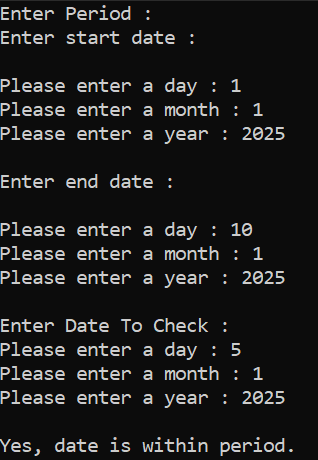 Enter Period :
Enter start date :
Please enter a day : 1
Please enter a month : 1
Please enter a year : 2025
Enter end date :
Please enter a day : 10
Please enter a month : 1
Please enter a year : 2025
Enter Date To Check :
Please enter a day : 5
Please enter a month : 1
Please enter a year : 2025
Yes, date is within period.